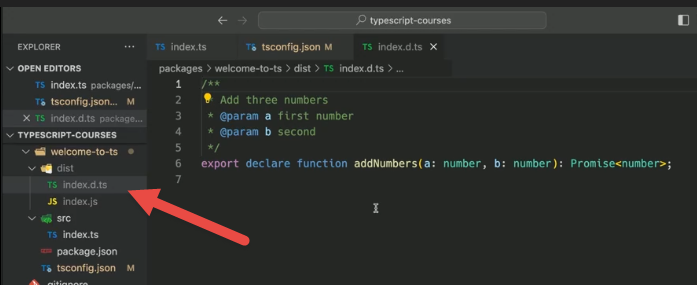 typescript-courses
EXPLORER ···
TS index.ts
tsconfig.json M
TS index.d.ts ×
OPEN EDITORS
TS index.ts packages/...
tsconfig.json... M
× TS index.d.ts package...
TYPESCRIPT-COURSES
welcome-to-ts
dist
TS index.d.ts
JS index.js
src
TS index.ts
package.json
tsconfig.json M
.gitignore
packages > welcome-to-ts > dist > TS index.d.ts > ...
1 /**
2 Add three numbers
3 * @param a first number
4 * @param b second
5 */
6 export declare function addNumbers(a: number, b: number): Promise<number>;
7